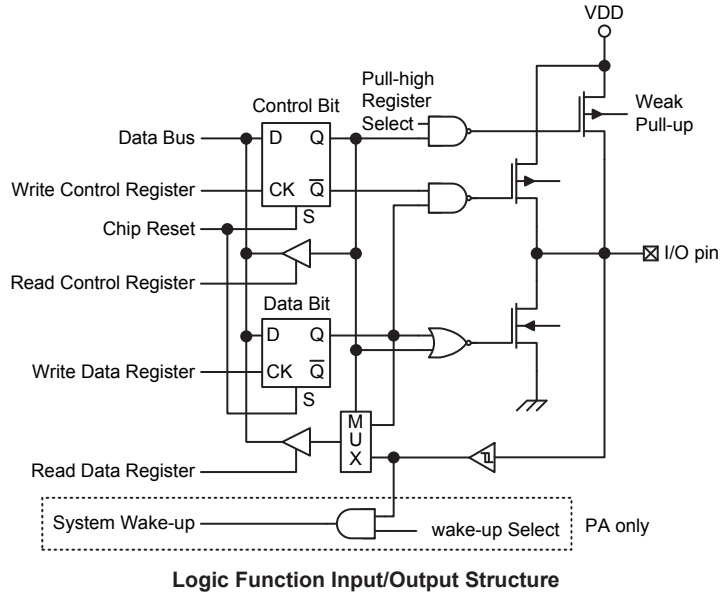 VDD
Pull-high
Register
Select
Weak
Pull-up
Control Bit
Data Bus
D Q
Write Control Register
CK Q
S
Chip Reset
I/O pin
Read Control Register
Data Bit
D Q
Write Data Register
CK Q
S
M
U
X
Read Data Register
System Wake-up
wake-up Select
PA only
Logic Function Input/Output Structure